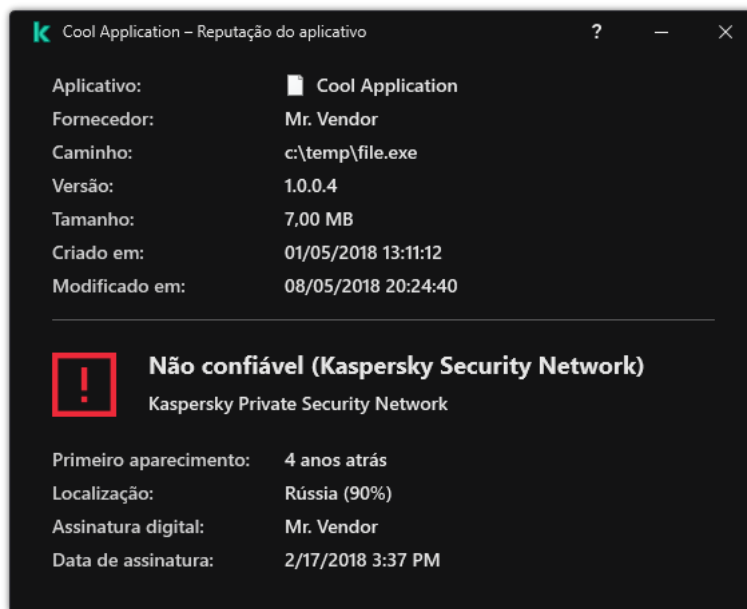 Cool Application – Reputação do aplicativo ?
Aplicativo: Cool Application
Fornecedor: Mr. Vendor
Caminho: c:\temp\file.exe
Versão: 1.0.0.4
Tamanho: 7,00 MB
Criado em: 01/05/2018 13:11:12
Modificado em: 08/05/2018 20:24:40
Não confiável (Kaspersky Security Network)
Kaspersky Private Security Network
Primeiro aparecimento: 4 anos atrás
Localização: Rússia (90%)
Assinatura digital: Mr. Vendor
Data de assinatura: 2/17/2018 3:37 PM